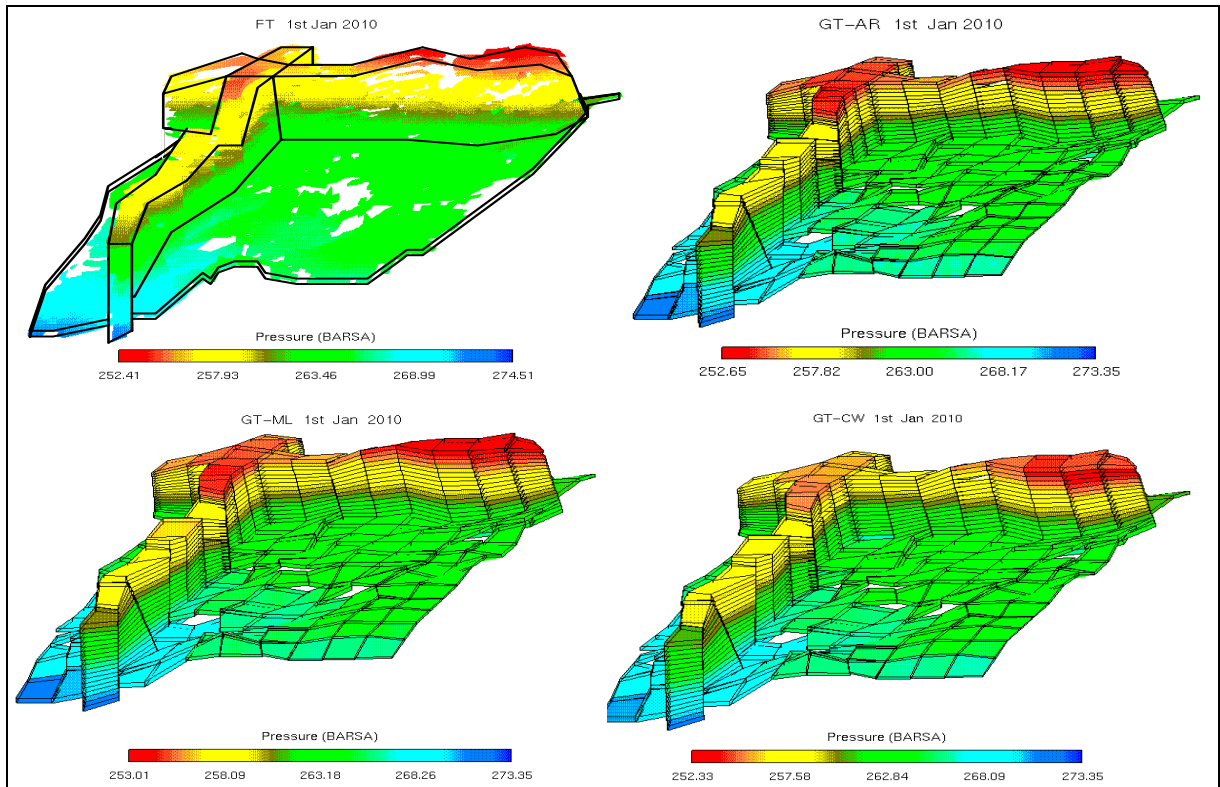 FT 1st Jan 2010
Pressure (BARSA)
252.41 257.93 263.46 268.99 274.51
GT-AR 1st Jan 2010
Pressure (BARSA)
252.65 257.82 263.00 268.17 273.35
GT-ML 1st Jan 2010
Pressure (BARSA)
253.01 258.09 263.18 268.26 273.35
GT-CW 1st Jan 2010
Pressure (BARSA)
252.33 257.58 262.84 268.09 273.35